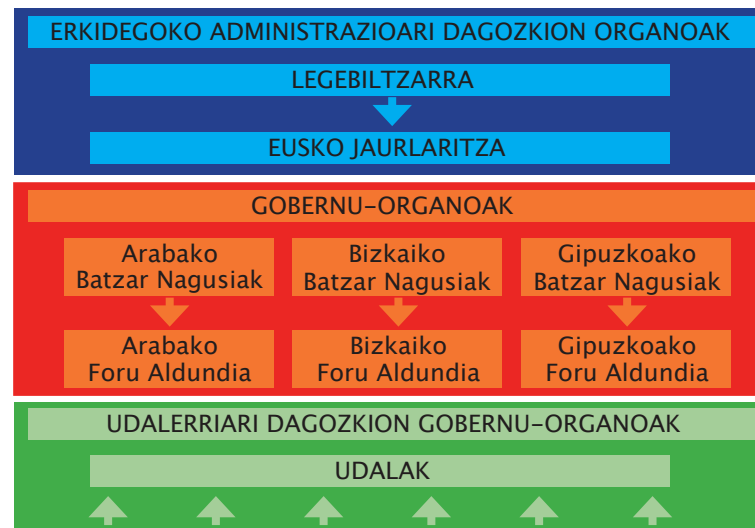 ERKIDEGOKO ADMINISTRAZIOARI DAGOZKION ORGANOAK
LEGEBILTZARRA
EUSKO JAURLARITZA
GOBERNU-ORGANOAK
Arabako
Batzar Nagusiak
Bizkaiko
Batzar Nagusiak
Gipuzkoako
Batzar Nagusiak
Arabako
Foru Aldundia
Bizkaiko
Foru Aldundia
Gipuzkoako
Foru Aldundia
UDALERRIARI DAGOZKION GOBERNU-ORGANOAK
UDALAK